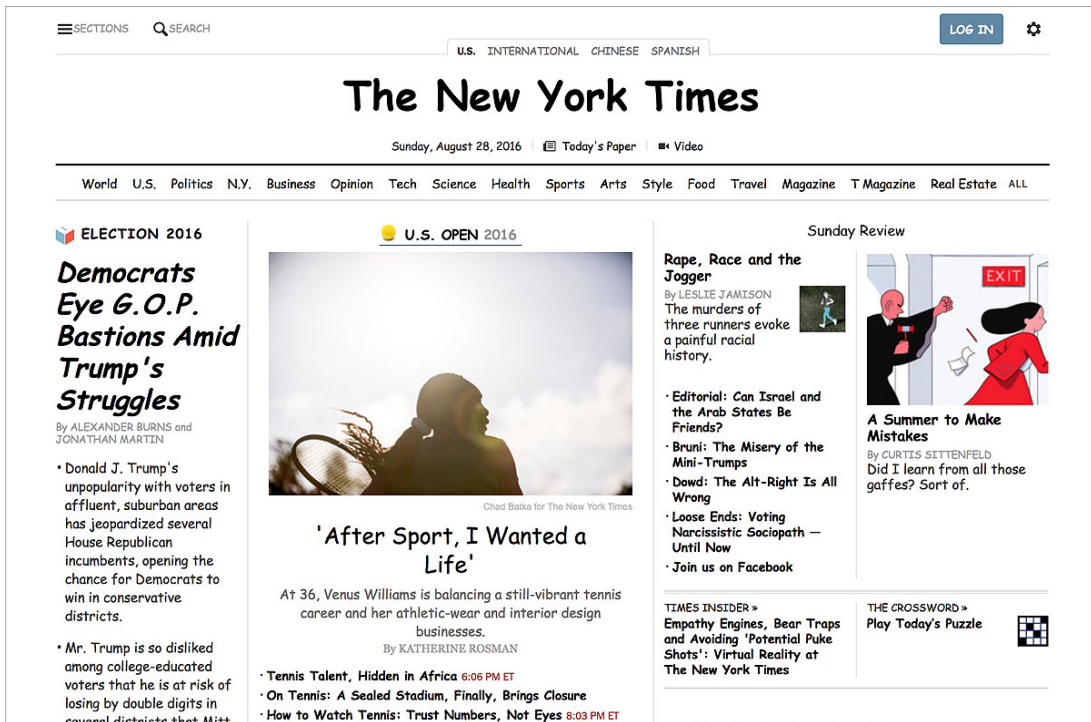 SECTIONS
SEARCH
LOG IN
U.S. INTERNATIONAL CHINESE SPANISH
The New York Times
Sunday, August 28, 2016
Today's Paper
Video
World U.S. Politics N.Y. Business Opinion Tech Science Health Sports Arts Style Food Travel Magazine T Magazine Real Estate ALL
ELECTION 2016
Democrats
Eye G.O.P.
Bastions Amid
Trump's
Struggles
By ALEXANDER BURNS and
JONATHAN MARTIN
• Donald J. Trump's
unpopularity with voters in
affluent, suburban areas
has jeopardized several
House Republican
incumbents, opening the
chance for Democrats to
win in conservative
districts.
• Mr. Trump is so disliked
among college-educated
voters that he is at risk of
losing by double digits in
several districts that Mitt
U.S. OPEN 2016
Chad Batka for The New York Times
'After Sport, I Wanted a
Life'
At 36, Venus Williams is balancing a still-vibrant tennis
career and her athletic-wear and interior design
businesses.
By KATHERINE ROSMAN
· Tennis Talent, Hidden in Africa 6:06 PM ET
· On Tennis: A Sealed Stadium, Finally, Brings Closure
· How to Watch Tennis: Trust Numbers, Not Eyes 8:03 PM ET
Sunday Review
Rape, Race and the
Jogger
By LESLIE JAMISON
The murders of
three runners evoke
a painful racial
history.
· Editorial: Can Israel and
the Arab States Be
Friends?
· Bruni: The Misery of the
Mini-Trumps
· Dowd: The Alt-Right Is All
Wrong
· Loose Ends: Voting
Narcissistic Sociopath —
Until Now
· Join us on Facebook
EXIT
A Summer to Make
Mistakes
By CURTIS SITTENFELD
Did I learn from all those
gaffes? Sort of.
TIMES INSIDER »
Empathy Engines, Bear Traps
and Avoiding 'Potential Puke
Shots': Virtual Reality at
The New York Times
THE CROSSWORD »
Play Today's Puzzle